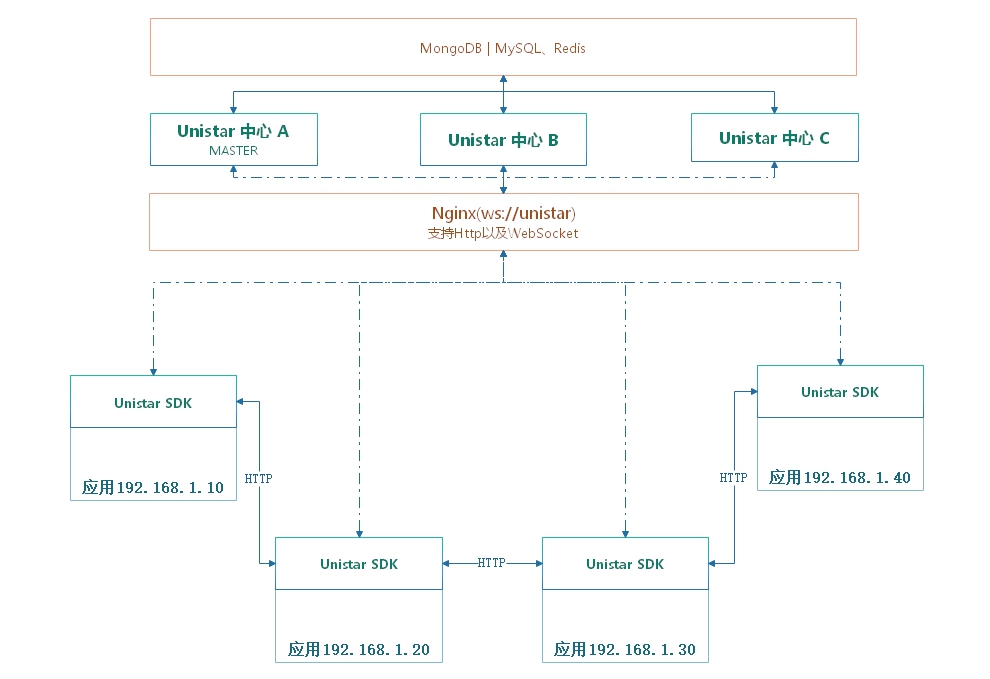 MongoDB | MySQL、Redis
Unistar 中心 A
MASTER
Unistar 中心 B
Unistar 中心 C
Nginx(ws://unistar)
支持Http以及WebSocket
Unistar SDK
应用192.168.1.10
HTTP
Unistar SDK
应用192.168.1.20
HTTP
Unistar SDK
应用192.168.1.30
HTTP
Unistar SDK
应用192.168.1.40